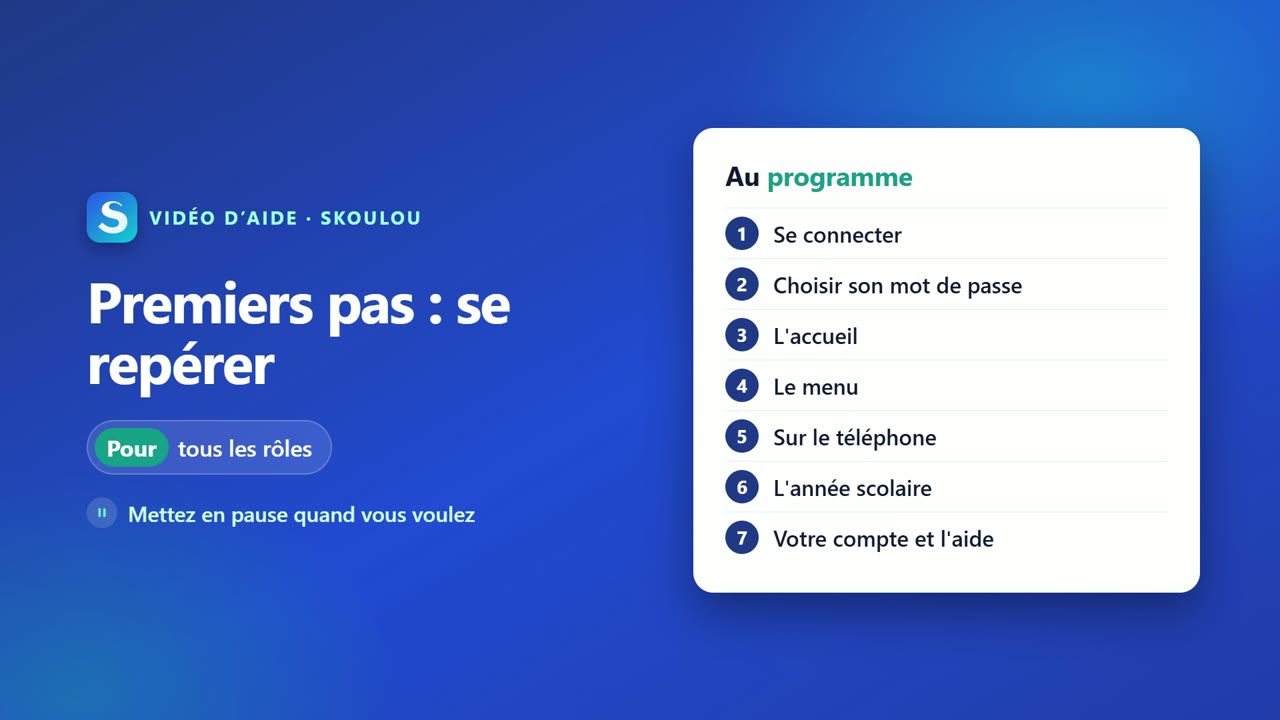 VIDÉO D’AIDE · SKOULOU
Premiers pas : se
repérer
Pour tous les rôles
Mettez en pause quand vous voulez
Au programme
1 Se connecter
2 Choisir son mot de passe
3 L'accueil
4 Le menu
5 Sur le téléphone
6 L'année scolaire
7 Votre compte et l'aide